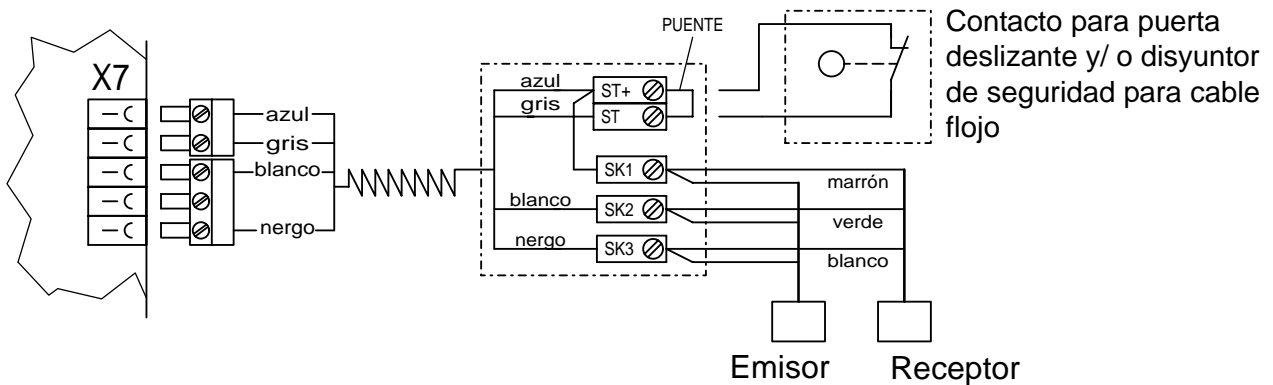 X7
azul
gris
blanco
nergo
azul
gris
blanco
nergo
ST+
ST
SK1
SK2
SK3
PUENTE
Contacto para puerta
deslizante y/ o disyuntor
de seguridad para cable
flojo
marrón
verde
blanco
Emisor
Receptor